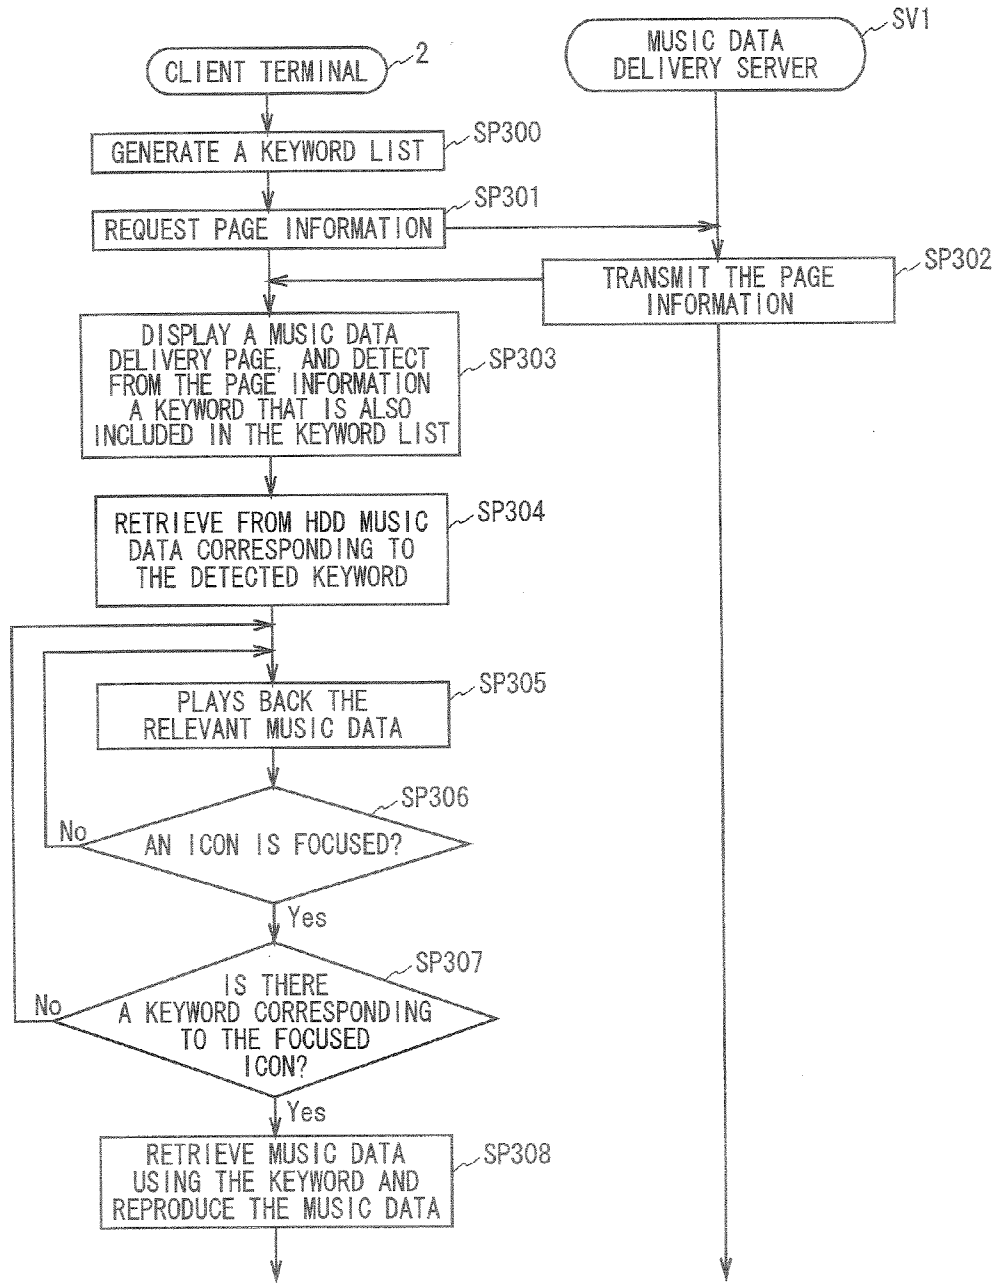 SV1
MUSIC DATA
DELIVERY SERVER
2
CLIENT TERMINAL
SP300
GENERATE A KEYWORD LIST
SP301
REQUEST PAGE INFORMATION
SP302
TRANSMIT THE PAGE
INFORMATION
SP303
DISPLAY A MUSIC DATA
DELIVERY PAGE, AND DETECT
FROM THE PAGE INFORMATION
A KEYWORD THAT IS ALSO
INCLUDED IN THE KEYWORD LIST
SP304
RETRIEVE FROM HDD MUSIC
DATA CORRESPONDING TO
THE DETECTED KEYWORD
SP305
PLAYS BACK THE
RELEVANT MUSIC DATA
SP306
No
AN ICON IS FOCUSED?
Yes
SP307
No
IS THERE
A KEYWORD CORRESPONDING
TO THE FOCUSED
ICON?
Yes
SP308
RETRIEVE MUSIC DATA
USING THE KEYWORD AND
REPRODUCE THE MUSIC DATA